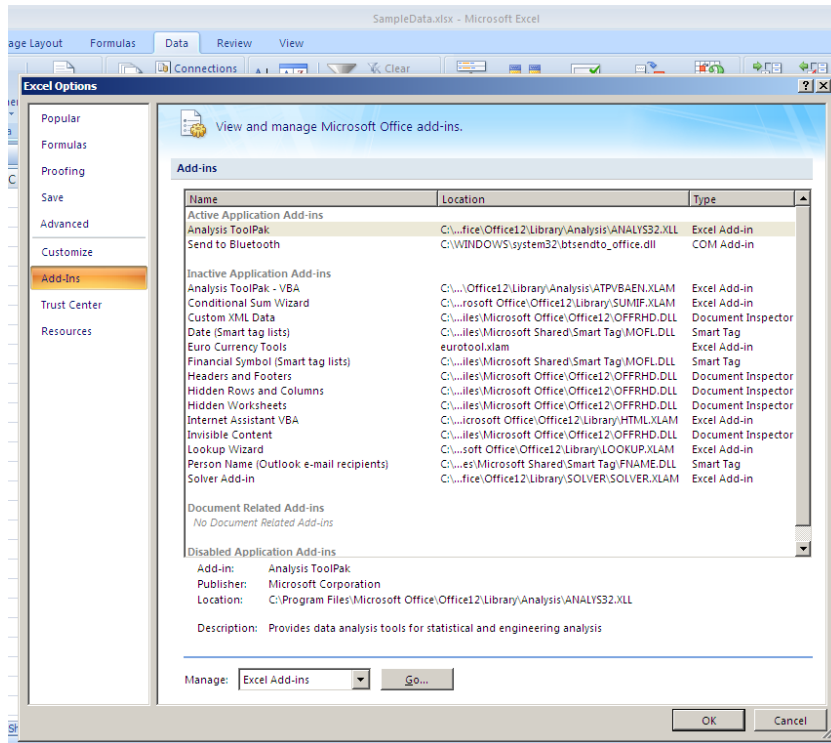 SampleData.xlsx - Microsoft Excel
age Layout Formulas Data Review View
Connections Clear
Excel Options
Popular
Formulas
Proofing
Save
Advanced
Customize
Add-Ins
Trust Center
Resources
View and manage Microsoft Office add-ins.
Add-ins
Name Location Type
Active Application Add-ins
Analysis ToolPak C:\...fice\Office12\Library\Analysis\ANALYS32.XLL Excel Add-in
Send to Bluetooth C:\WINDOWS\system32\btsendto_office.dll COM Add-in
Inactive Application Add-ins
Analysis ToolPak - VBA C:\...\Office12\Library\Analysis\ATPVBAEN.XLAM Excel Add-in
Conditional Sum Wizard C:\...rosoft Office\Office12\Library\SUMIF.XLAM Excel Add-in
Custom XML Data C:\...iles\Microsoft Office\Office12\OFFRHD.DLL Document Inspector
Date (Smart tag lists) C:\...iles\Microsoft Shared\Smart Tag\MOFL.DLL Smart Tag
Euro Currency Tools eurotool.xlam Excel Add-in
Financial Symbol (Smart tag lists) C:\...iles\Microsoft Shared\Smart Tag\MOFL.DLL Smart Tag
Headers and Footers C:\...iles\Microsoft Office\Office12\OFFRHD.DLL Document Inspector
Hidden Rows and Columns C:\...iles\Microsoft Office\Office12\OFFRHD.DLL Document Inspector
Hidden Worksheets C:\...iles\Microsoft Office\Office12\OFFRHD.DLL Document Inspector
Internet Assistant VBA C:\...icrosoft Office\Office12\Library\HTML.XLAM Excel Add-in
Invisible Content C:\...iles\Microsoft Office\Office12\OFFRHD.DLL Document Inspector
Lookup Wizard C:\...soft Office\Office12\Library\LOOKUP.XLAM Excel Add-in
Person Name (Outlook e-mail recipients) C:\...es\Microsoft Shared\Smart Tag\FNAME.DLL Smart Tag
Solver Add-in C:\...fice\Office12\Library\SOLVER\SOLVER.XLAM Excel Add-in
Document Related Add-ins
No Document Related Add-ins
Disabled Application Add-ins
Add-in: Analysis ToolPak
Publisher: Microsoft Corporation
Location: C:\Program Files\Microsoft Office\Office12\Library\Analysis\ANALYS32.XLL
Description: Provides data analysis tools for statistical and engineering analysis
Manage: Excel Add-ins Go...
OK Cancel